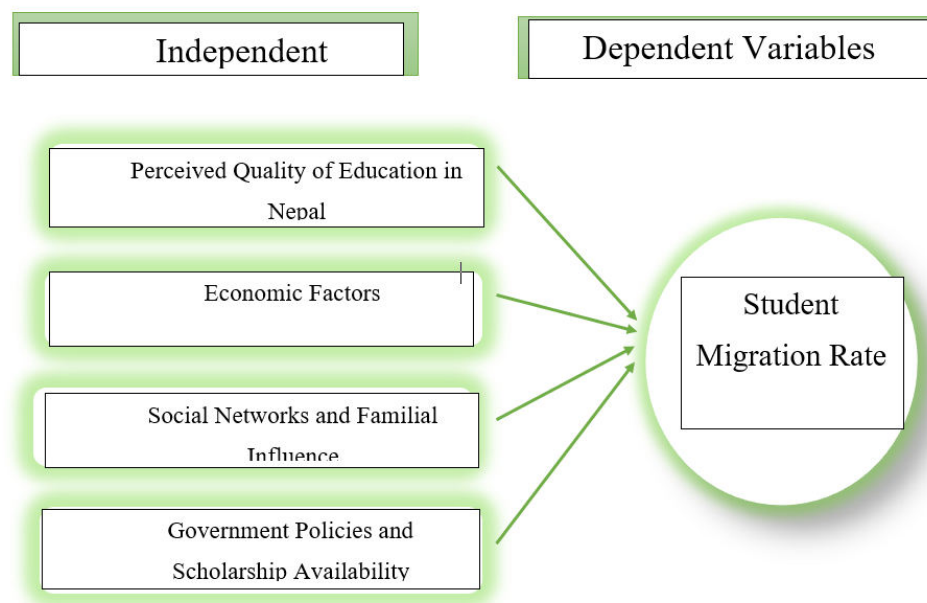 Independent
Dependent Variables
Perceived Quality of Education in
Nepal
Economic Factors
Social Networks and Familial
Influence
Government Policies and
Scholarship Availability
Student
Migration Rate